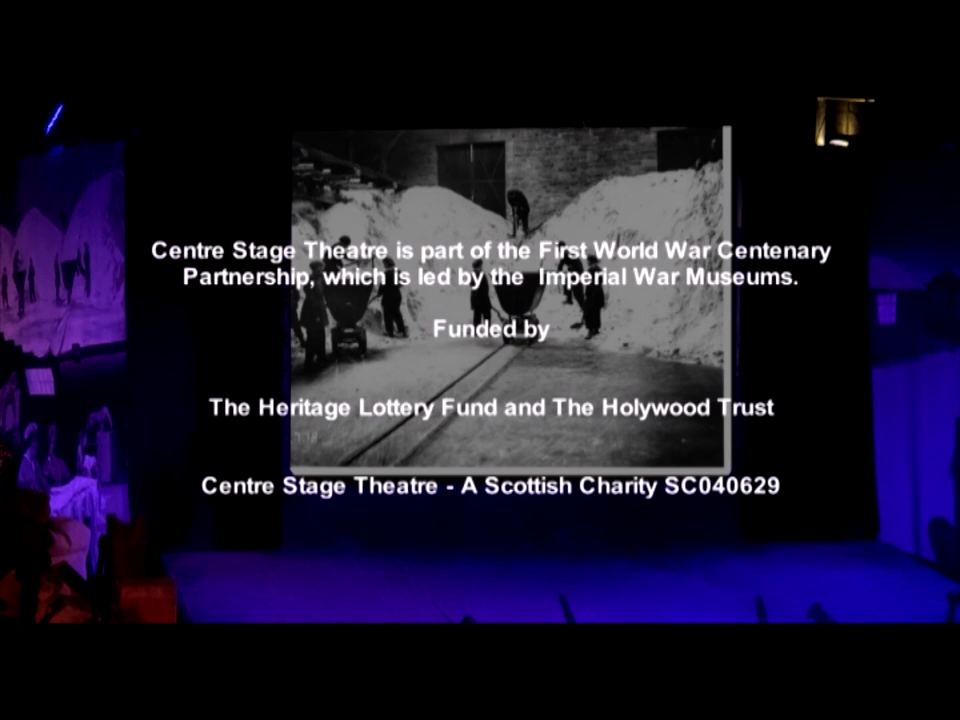 Centre Stage Theatre is part of the First World War Centenary
Partnership, which is led by the Imperial War Museums.
Funded by
The Heritage Lottery Fund and The Holywood Trust
Centre Stage Theatre - A Scottish Charity SC040629